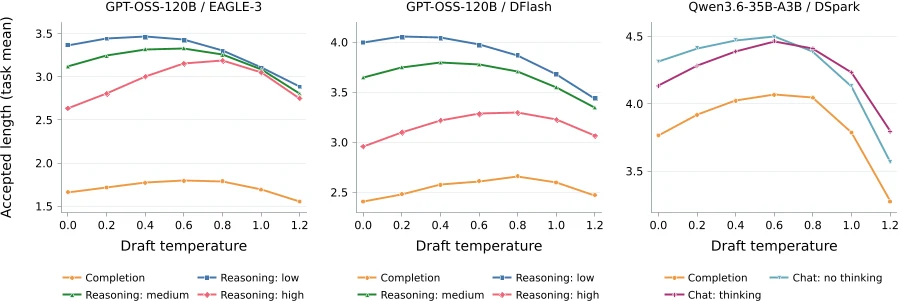 GPT-OSS-120B / EAGLE-3
GPT-OSS-120B / DFlash
Qwen3.6-35B-A3B / DSpark
Accepted length (task mean)
3.5
3.0
2.5
2.0
1.5
0.0 0.2 0.4 0.6 0.8 1.0 1.2
Draft temperature
4.0
3.5
3.0
2.5
0.0 0.2 0.4 0.6 0.8 1.0 1.2
Draft temperature
4.5
4.0
3.5
0.0 0.2 0.4 0.6 0.8 1.0 1.2
Draft temperature
Completion
Reasoning: low
Reasoning: medium
Reasoning: high
Completion
Reasoning: low
Reasoning: medium
Reasoning: high
Completion
Chat: no thinking
Chat: thinking